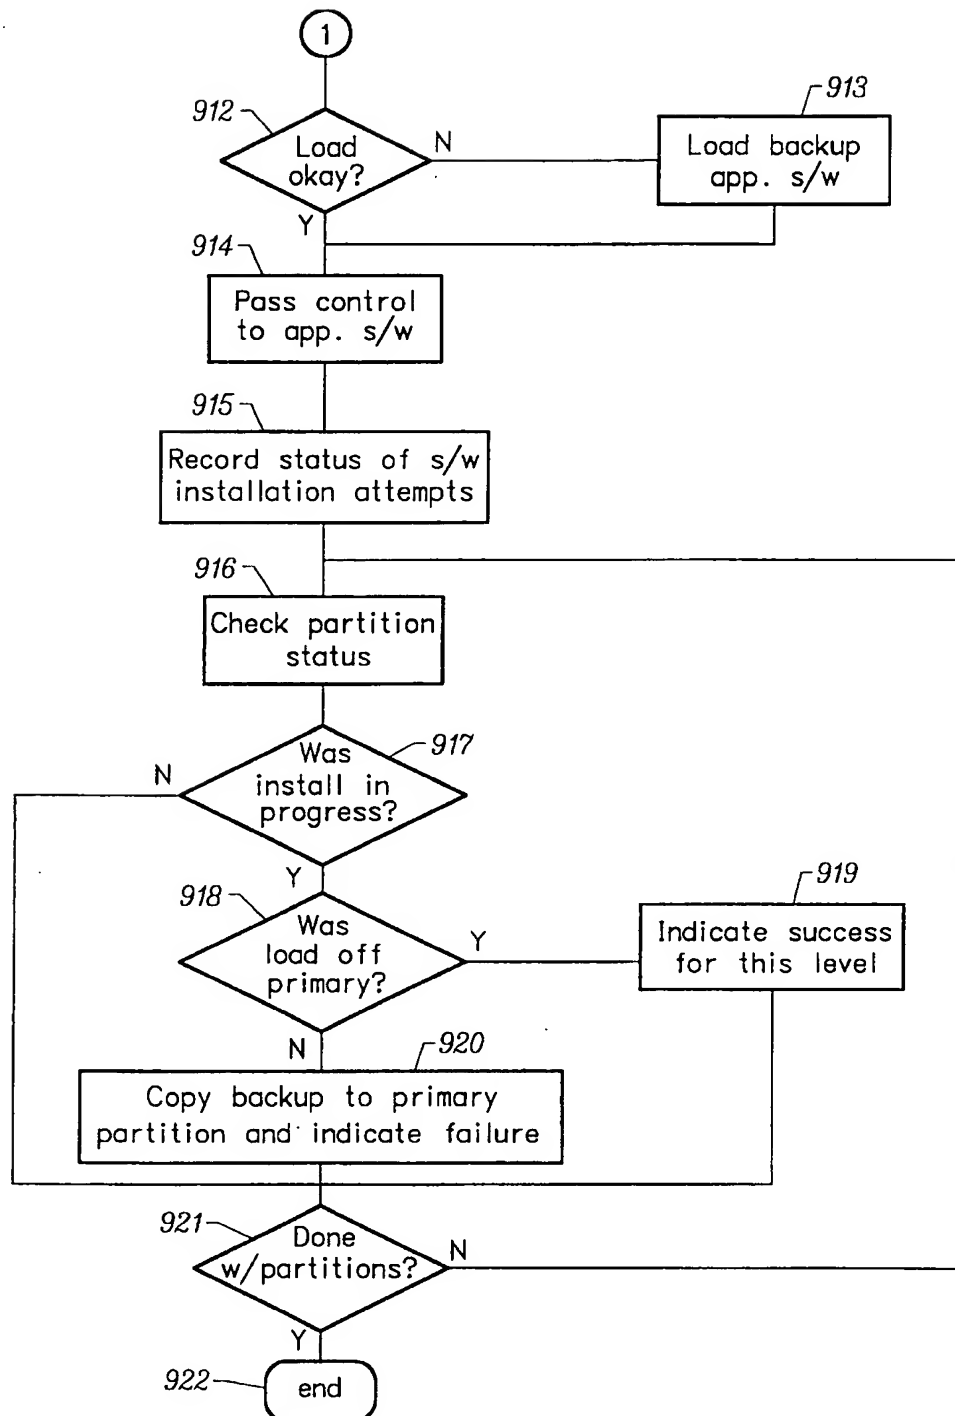 1
912
Load
okay?
N
Y
913
Load backup
app. s/w
914
Pass control
to app. s/w
915
Record status of s/w
installation attempts
916
Check partition
status
917
Was
install in
progress?
N
Y
918
Was
load off
primary?
Y
N
919
Indicate success
for this level
920
Copy backup to primary
partition and indicate failure
921
Done
w/partitions?
N
Y
922
end